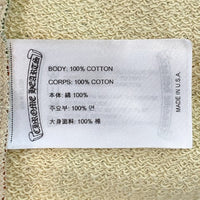 CHROME HEARTS
BODY: 100% COTTON
CORPS: 100% COTON
本体: 綿 100%
주요부: 100% 면
大身面料: 100% 棉
MADE IN U.S.A.